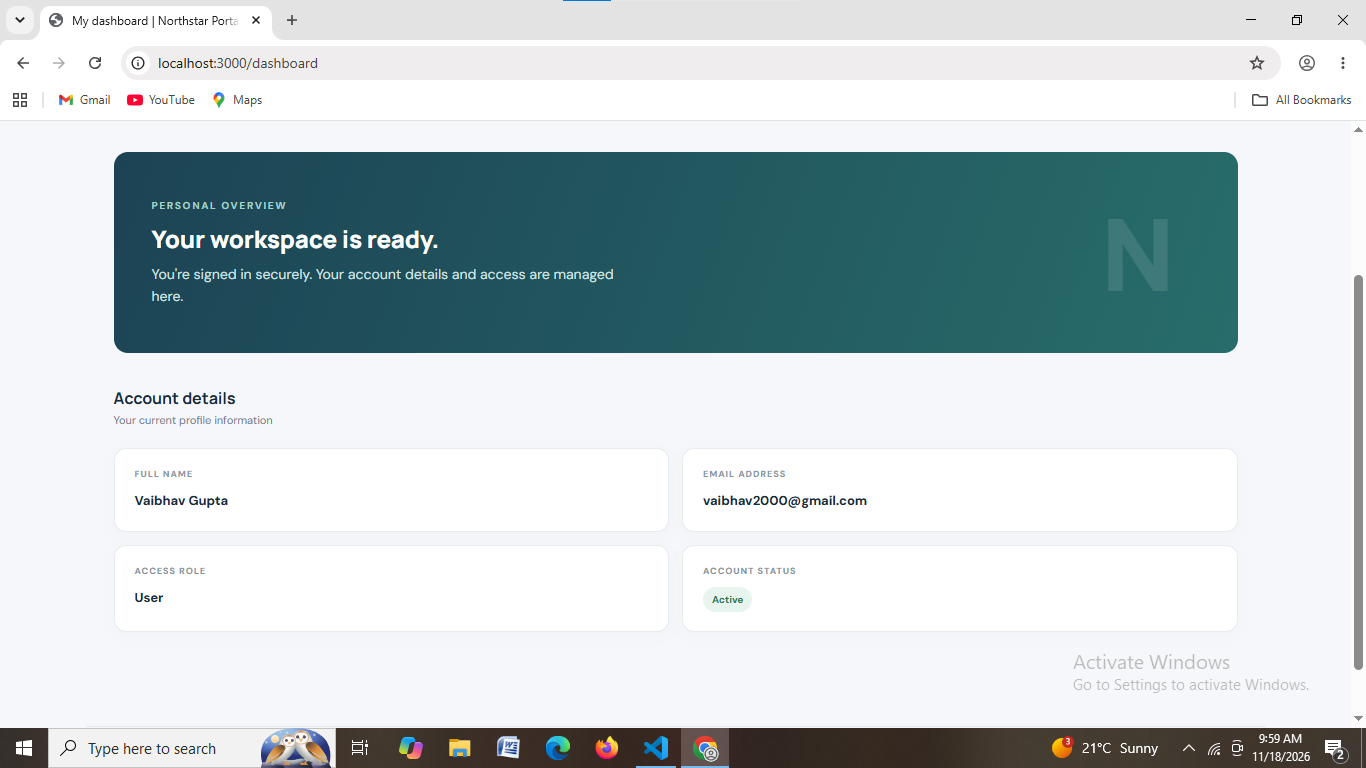 My dashboard | Northstar Porta
localhost:3000/dashboard
Gmail
YouTube
Maps
All Bookmarks
PERSONAL OVERVIEW
Your workspace is ready.
You're signed in securely. Your account details and access are managed
here.
N
Account details
Your current profile information
FULL NAME
Vaibhav Gupta
EMAIL ADDRESS
vaibhav2000@gmail.com
ACCESS ROLE
User
ACCOUNT STATUS
Active
Activate Windows
Go to Settings to activate Windows.
Type here to search
W
3
21°C Sunny
9:59 AM
11/18/2026
2